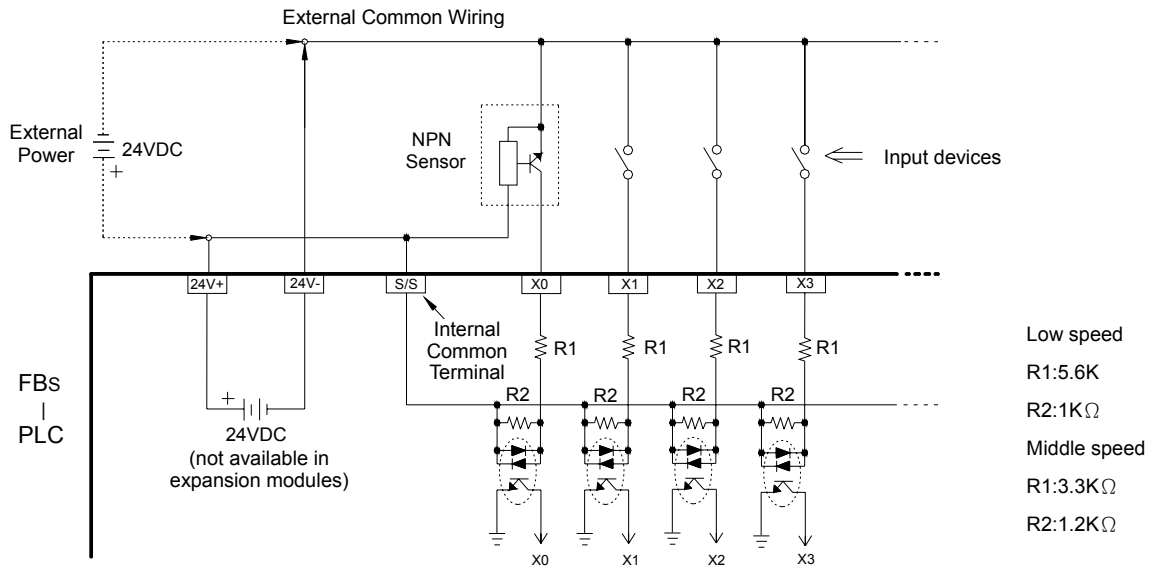 External Common Wiring
External
Power
24VDC
+
NPN
Sensor
Input devices
24V+
24V-
S/S
X0
X1
X2
X3
Internal
Common
Terminal
R1
R1
R1
R1
FBs
PLC
+
24VDC
(not available in
expansion modules)
R2
R2
R2
R2
X0
X1
X2
X3
Low speed
R1:5.6K
R2:1KΩ
Middle speed
R1:3.3KΩ
R2:1.2KΩ